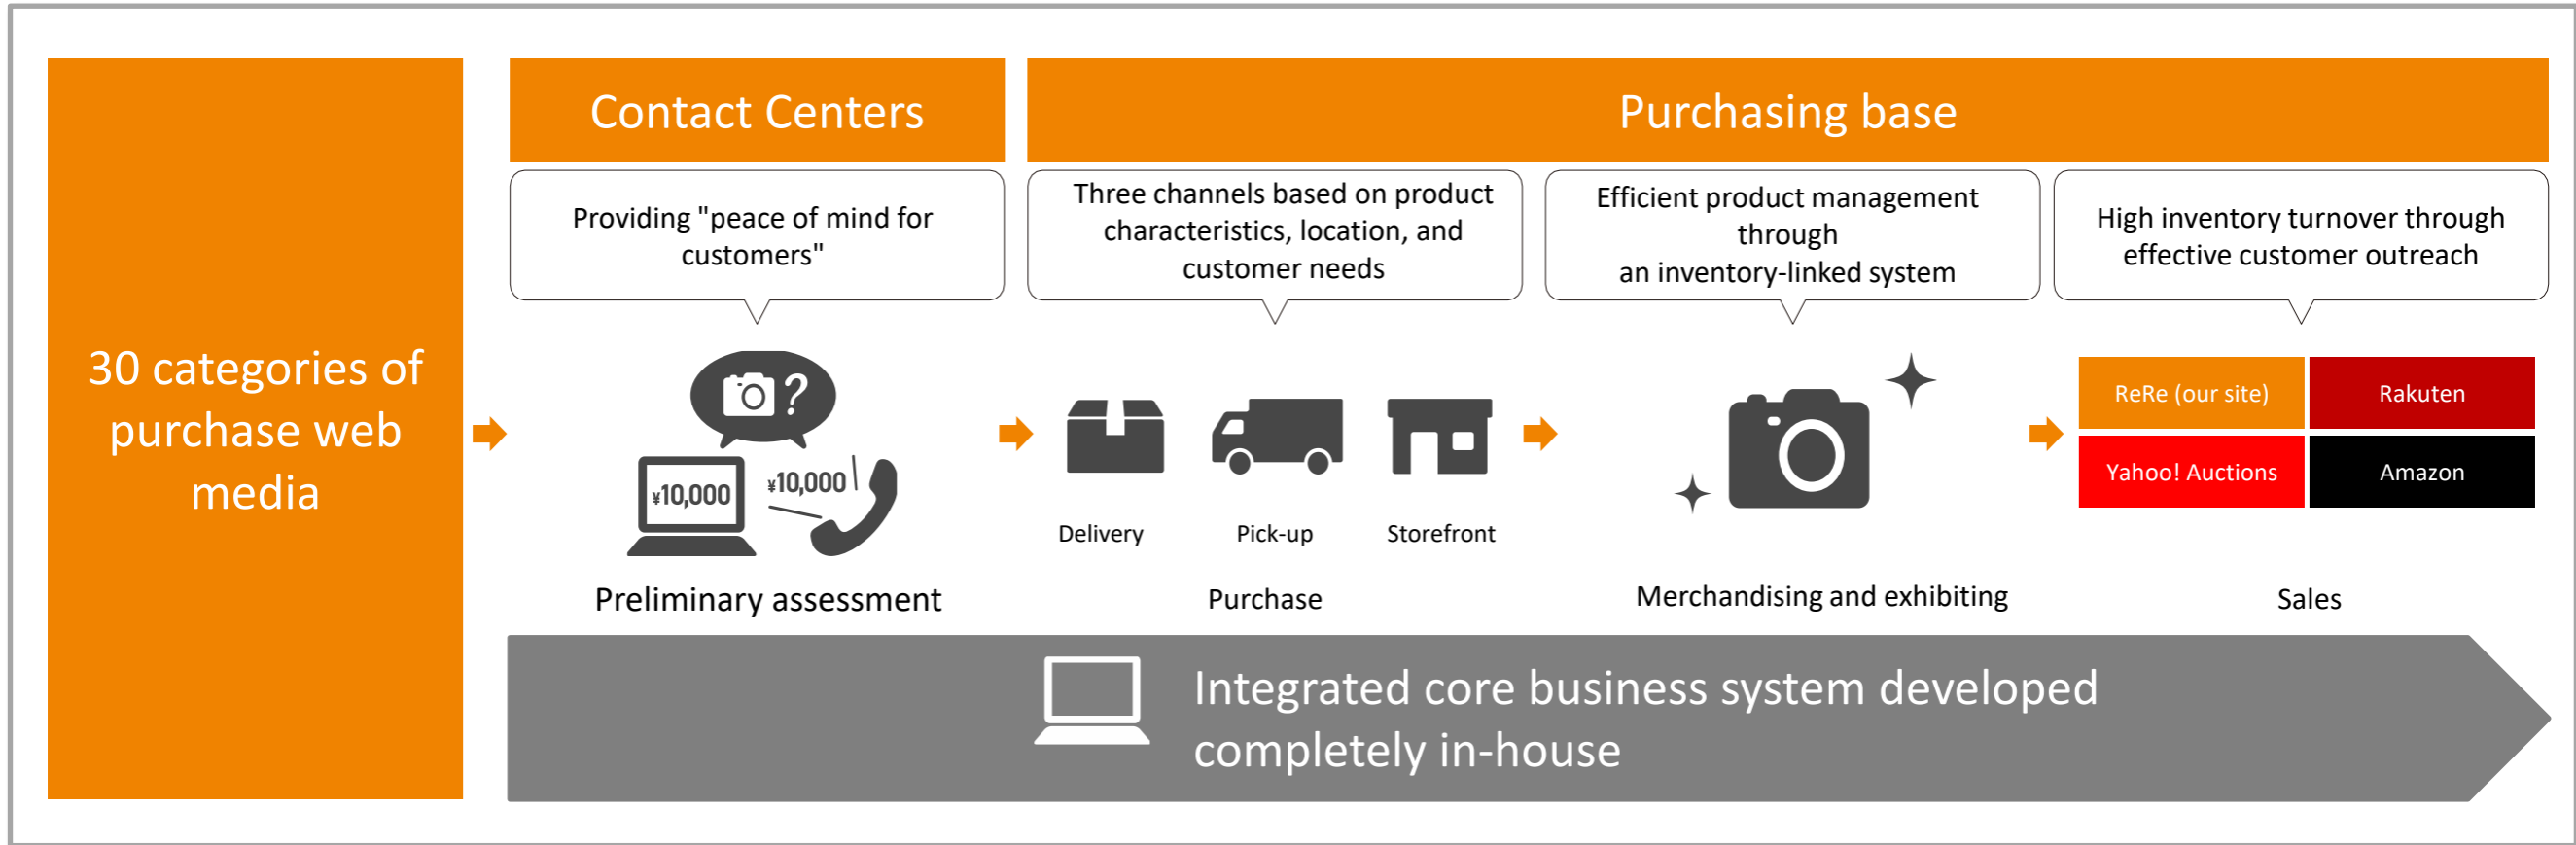 30 categories of
purchase web
media
Contact Centers
Purchasing base
Providing "peace of mind for
customers"
Three channels based on product
characteristics, location, and
customer needs
Efficient product management
through
an inventory-linked system
High inventory turnover through
effective customer outreach
?
¥10,000
¥10,000
Delivery
Pick-up
Storefront
ReRe (our site)
Rakuten
Yahoo! Auctions
Amazon
Preliminary assessment
Purchase
Merchandising and exhibiting
Sales
Integrated core business system developed
completely in-house